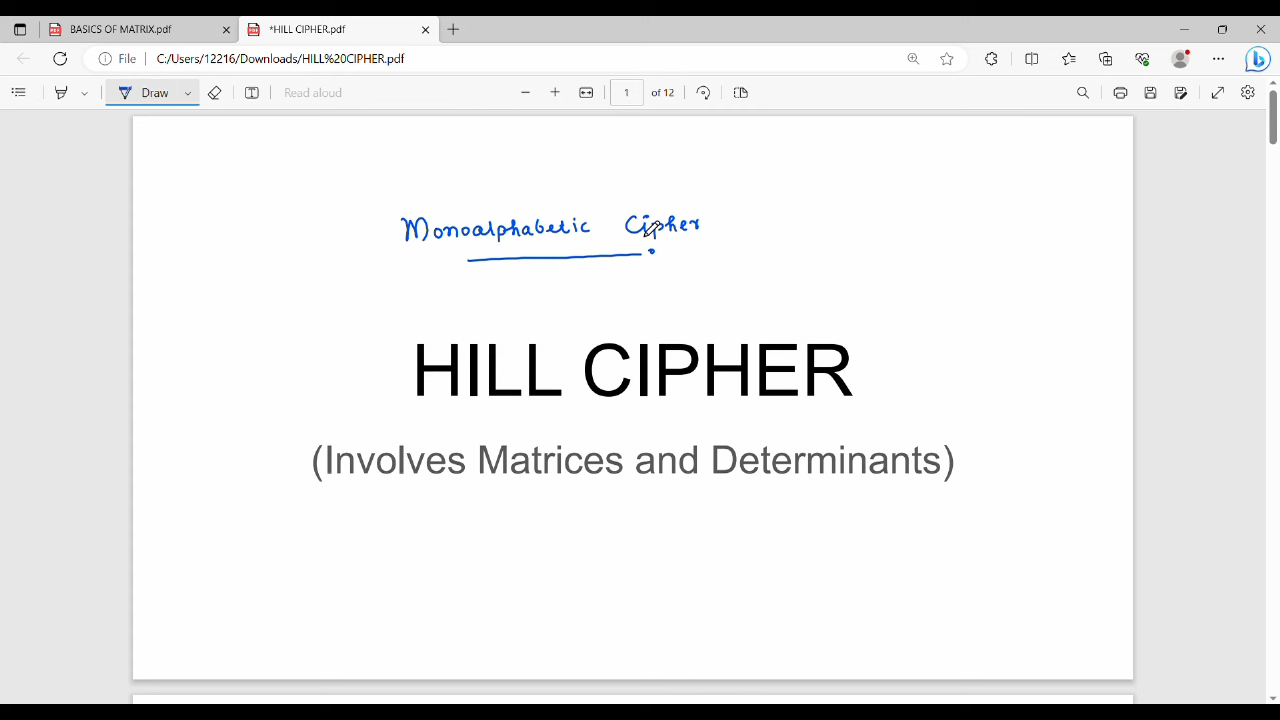 BASICS OF MATRIX.pdf
*HILL CIPHER.pdf
File
C:/Users/12216/Downloads/HILL%20CIPHER.pdf
Draw
Read aloud
1
of 12
Monoalphabetic Cipher
HILL CIPHER
(Involves Matrices and Determinants)